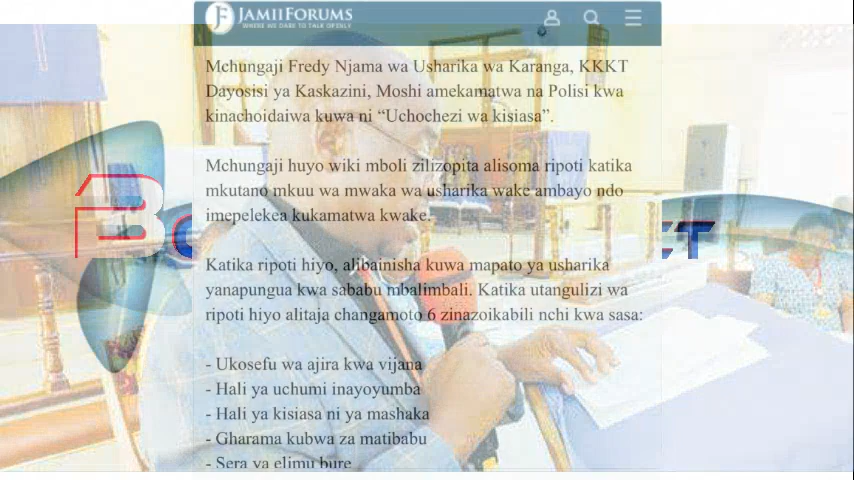 JAMIIFORUMS
WHERE WE DARE TO TALK OPENLY
Mchungaji Fredy Njama wa Usharika wa Karanga, KKKT
Dayosisi ya Kaskazini, Moshi amekamatwa na Polisi kwa
kinachoidaiwa kuwa ni “Uchochezi wa kisiasa”.
Mchungaji huyo wiki mboli zilizopita alisoma ripoti katika
mkutano mkuu wa mwaka wa usharika wake ambayo ndo
imepelekea kukamatwa kwake.
Katika ripoti hiyo, alibainisha kuwa mapato ya usharika
yanapungua kwa sababu mbalimbali. Katika utangulizi wa
ripoti hiyo alitaja changamoto 6 zinazoikabili nchi kwa sasa:
- Ukosefu wa ajira kwa vijana
- Hali ya uchumi inayoyumba
- Hali ya kisiasa ni ya mashaka
- Gharama kubwa za matibabu
- Sera ya elimu bure